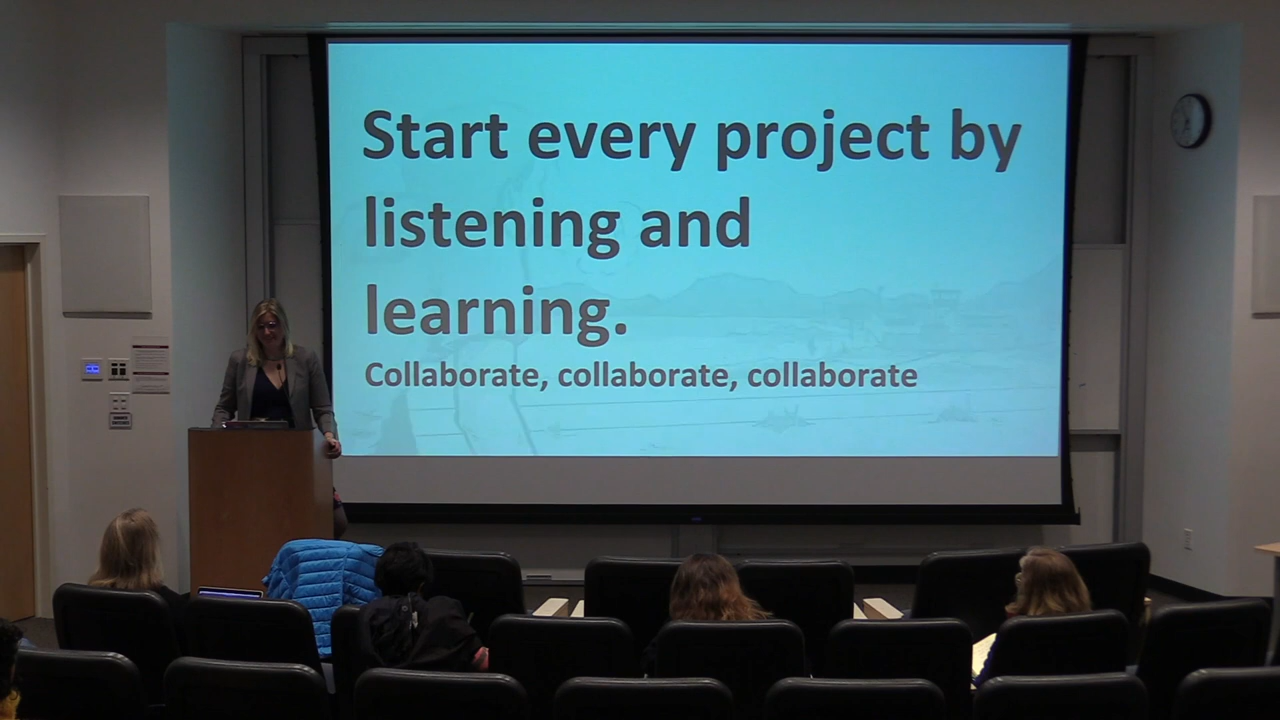 Start every project by
listening and
learning.
Collaborate, collaborate, collaborate